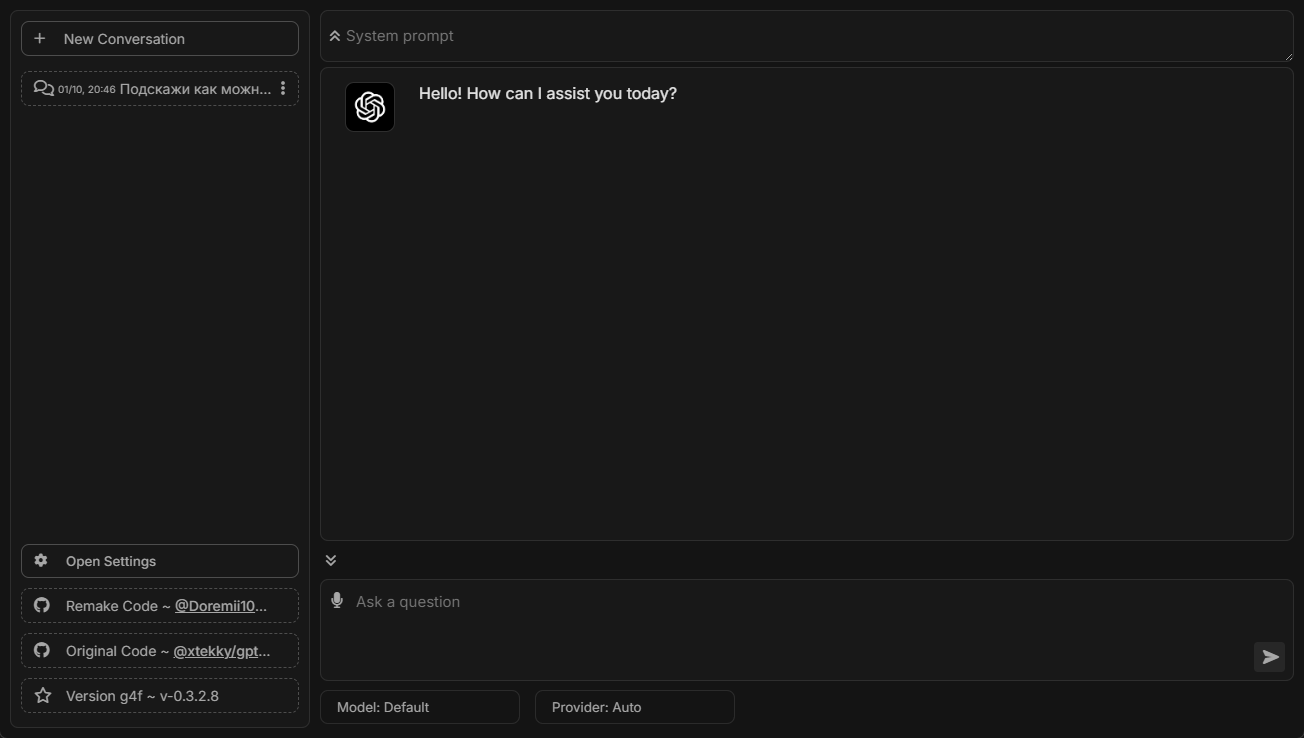 New Conversation
01/10, 20:46 Подскажи как можн...
Open Settings
Remake Code ~ @Doremii10...
Original Code ~ @xtekky/gpt...
Version g4f ~ v-0.3.2.8
System prompt
Hello! How can I assist you today?
Ask a question
Model: Default
Provider: Auto